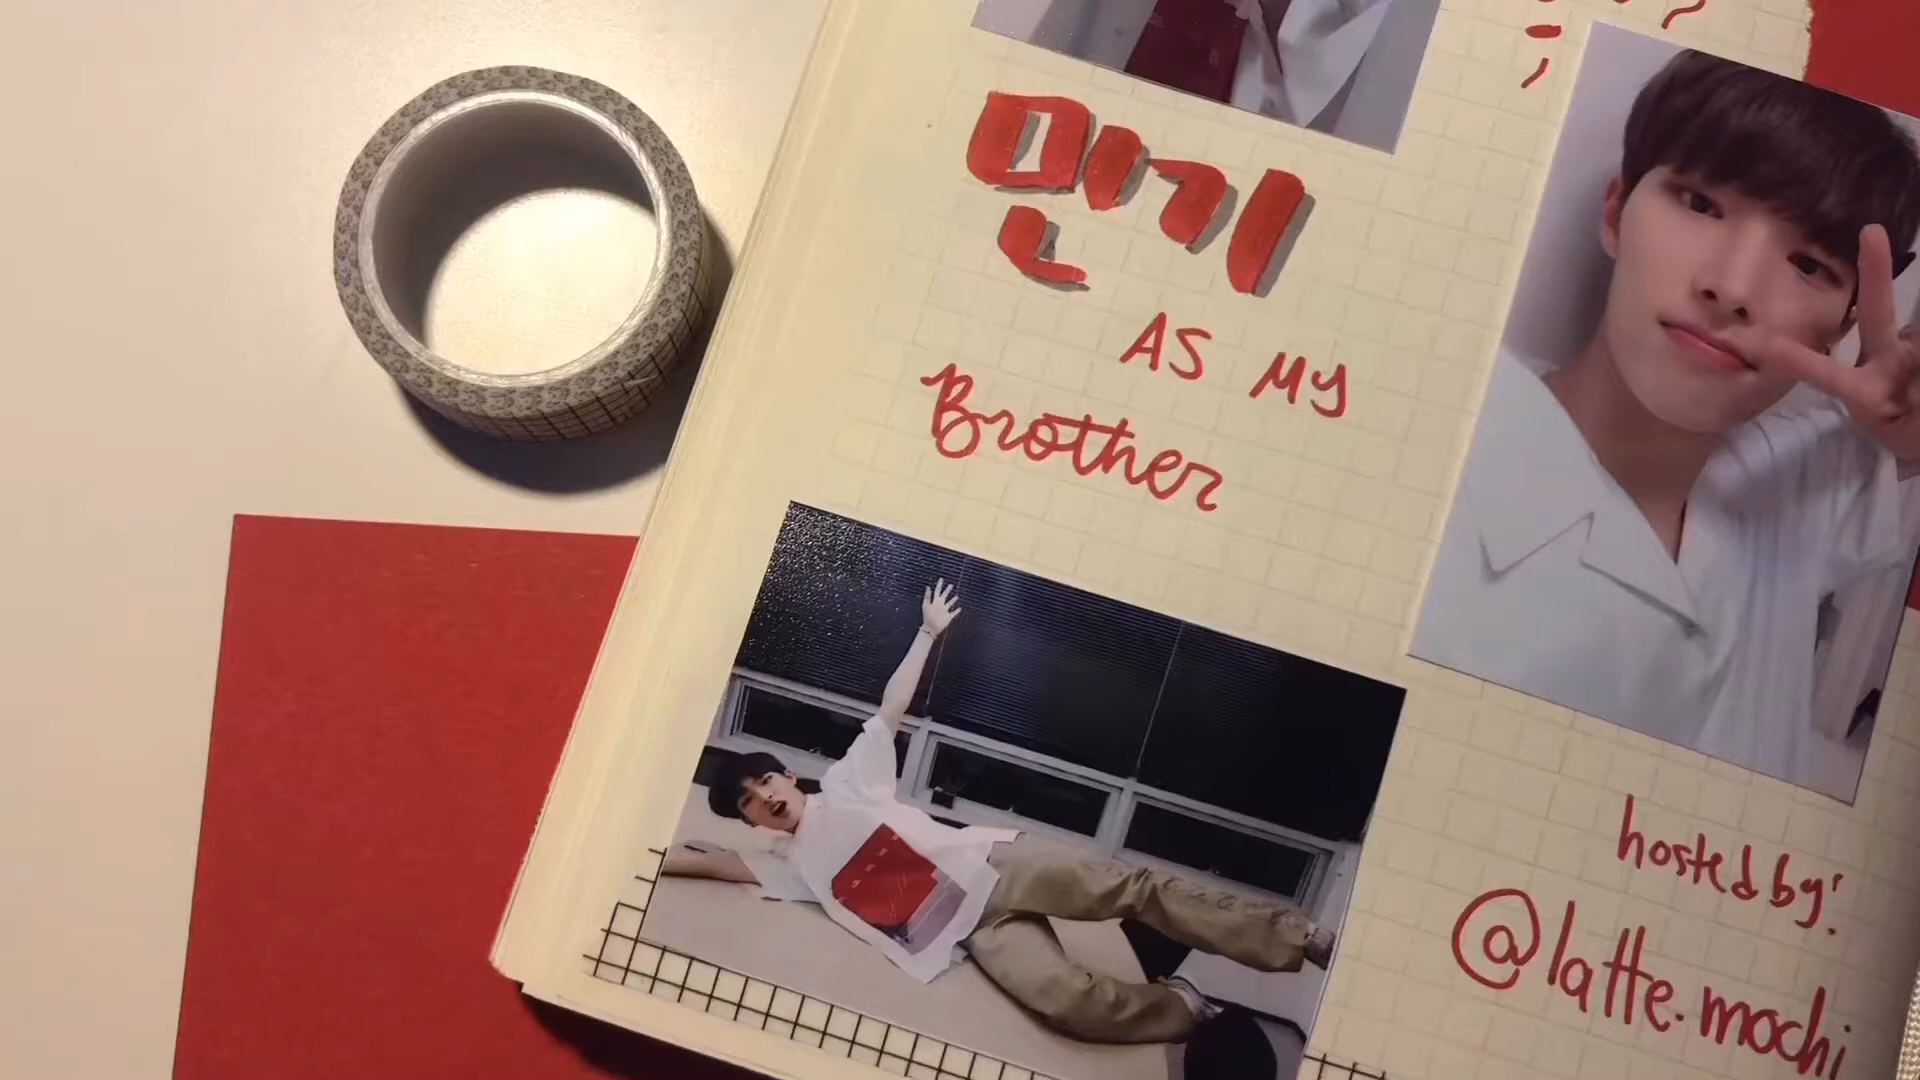 민기
AS MY
Brother
hosted by:
@latte.mochi